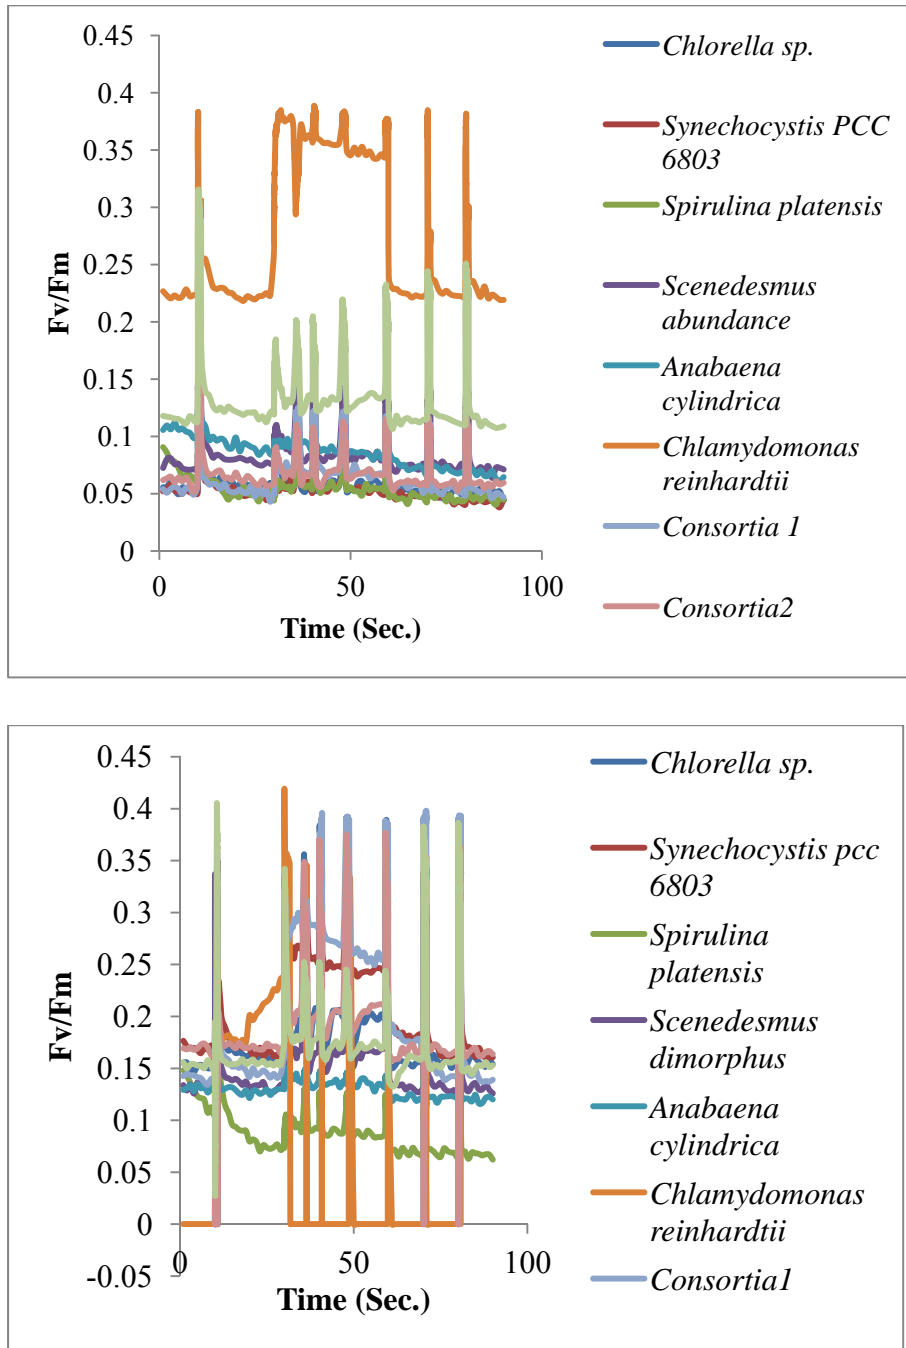 0.45
0.4
0.35
0.3
0.25
0.2
0.15
0.1
0.05
0
0
50
100
Fv/Fm
Time (Sec.)
Chlorella sp.
Synechocystis PCC
6803
Spirulina platensis
Scenedesmus
abundance
Anabaena
cylindrica
Chlamydomonas
reinhardtii
Consortia 1
Consortia2
0.45
0.4
0.35
0.3
0.25
0.2
0.15
0.1
0.05
0
-0.05
0
50
100
Fv/Fm
Time (Sec.)
Chlorella sp.
Synechocystis pcc
6803
Spirulina
platensis
Scenedesmus
dimorphus
Anabaena
cylindrica
Chlamydomonas
reinhardtii
Consortia1